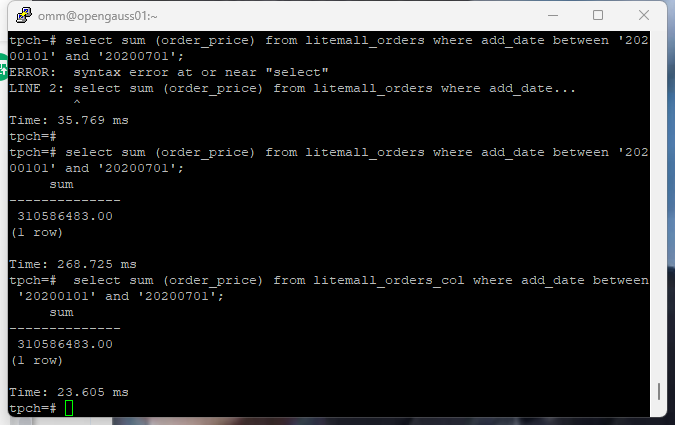 omm@opengauss01:~
tpch=# select sum (order_price) from litemall_orders where add_date between '202
00101' and '20200701';
ERROR:  syntax error at or near "select"
LINE 2: select sum (order_price) from litemall_orders where add_date...
        ^
Time: 35.769 ms
tpch=#
tpch=# select sum (order_price) from litemall_orders where add_date between '202
00101' and '20200701';
     sum
--------------
 310586483.00
(1 row)

Time: 268.725 ms
tpch=#  select sum (order_price) from litemall_orders_col where add_date between
 '20200101' and '20200701';
     sum
--------------
 310586483.00
(1 row)

Time: 23.605 ms
tpch=#